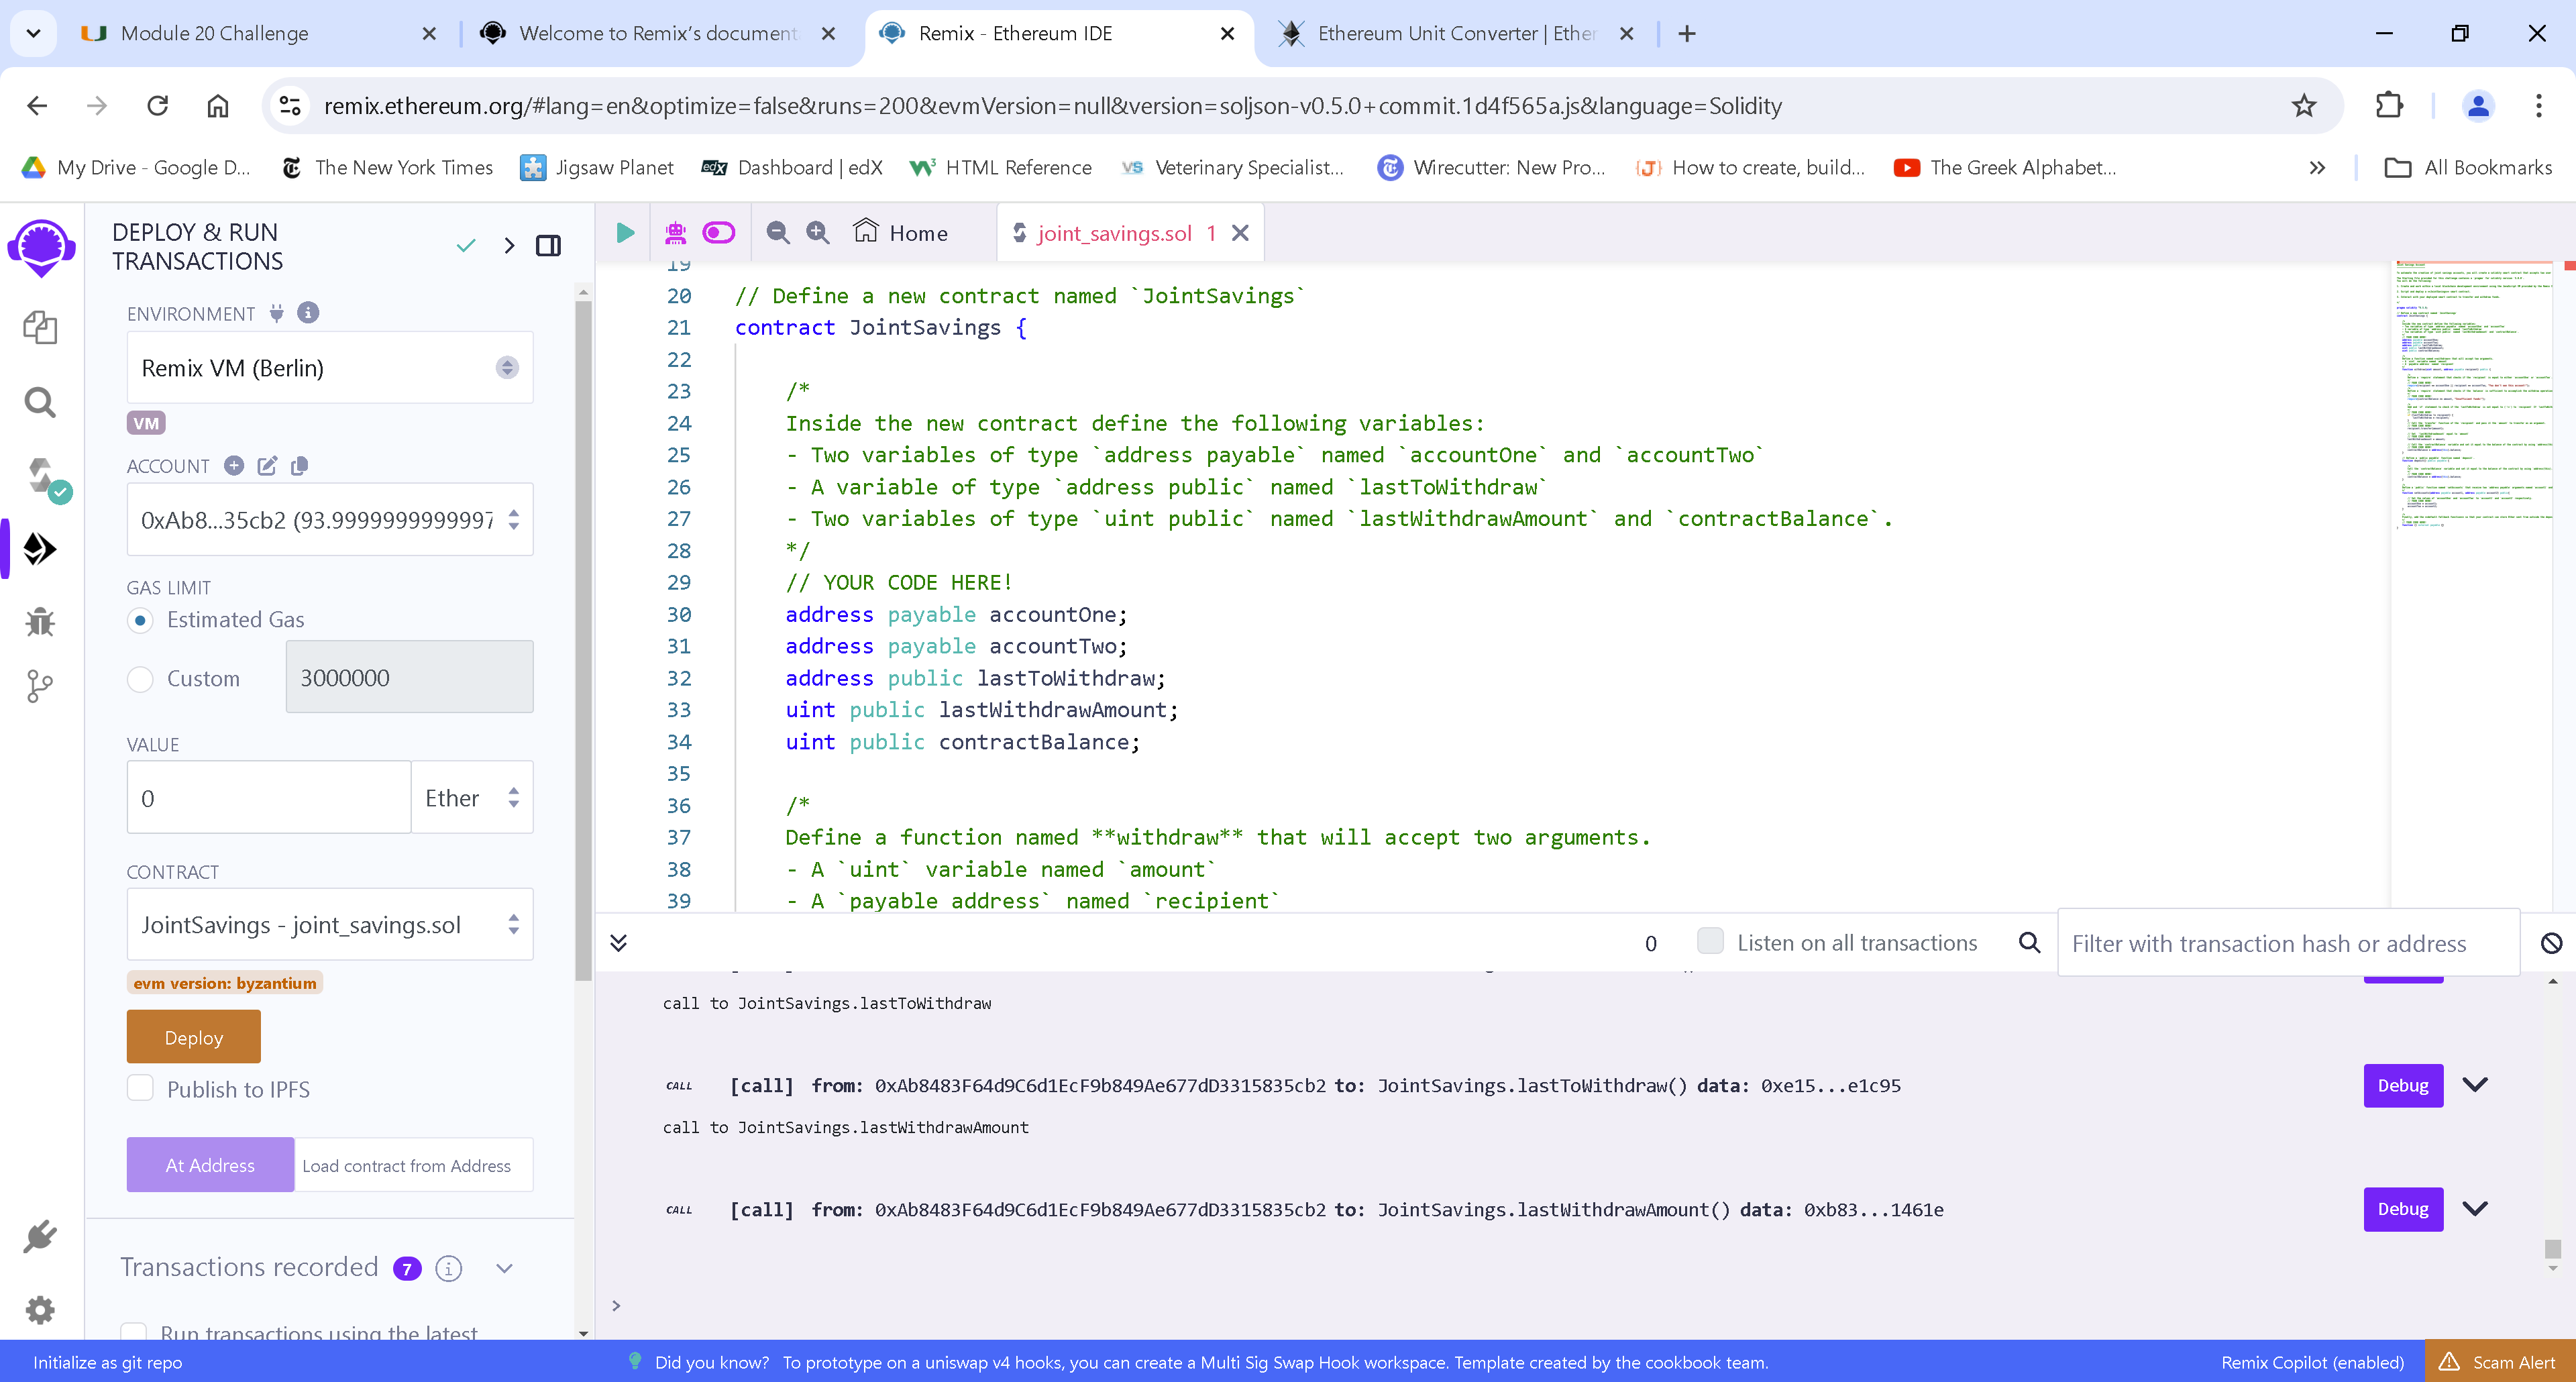 Module 20 Challenge
Welcome to Remix's document
Remix - Ethereum IDE
Ethereum Unit Converter | Ether
remix.ethereum.org/#lang=en&optimize=false&runs=200&evmVersion=null&version=soljson-v0.5.0+commit.1d4f565a.js&language=Solidity
My Drive - Google D...
The New York Times
Jigsaw Planet
edX
Dashboard | edX
HTML Reference
VS
Veterinary Specialist...
Wirecutter: New Pro...
How to create, build...
The Greek Alphabet...
All Bookmarks
DEPLOY & RUN
TRANSACTIONS
ENVIRONMENT
Remix VM (Berlin)
VM
ACCOUNT
0xAb8...35cb2 (93.9999999999997
GAS LIMIT
Estimated Gas
Custom
3000000
VALUE
0
Ether
CONTRACT
JointSavings - joint_savings.sol
evm version: byzantium
Deploy
Publish to IPFS
At Address
Load contract from Address
Transactions recorded 7
Run transactions using the latest
Home
joint_savings.sol 1
19
20 // Define a new contract named `JointSavings`
21 contract JointSavings {
22
23 /*
24 Inside the new contract define the following variables:
25 - Two variables of type `address payable` named `accountOne` and `accountTwo`
26 - A variable of type `address public` named `lastToWithdraw`
27 - Two variables of type `uint public` named `lastWithdrawAmount` and `contractBalance`.
28 */
29 // YOUR CODE HERE!
30 address payable accountOne;
31 address payable accountTwo;
32 address public lastToWithdraw;
33 uint public lastWithdrawAmount;
34 uint public contractBalance;
35
36 /*
37 Define a function named **withdraw** that will accept two arguments.
38 - A `uint` variable named `amount`
39 - A `payable address` named `recipient`
0
Listen on all transactions
Filter with transaction hash or address
call to JointSavings.lastToWithdraw
CALL [call] from: 0xAb8483F64d9C6d1EcF9b849Ae677dD3315835cb2 to: JointSavings.lastToWithdraw() data: 0xe15...e1c95
Debug
call to JointSavings.lastWithdrawAmount
CALL [call] from: 0xAb8483F64d9C6d1EcF9b849Ae677dD3315835cb2 to: JointSavings.lastWithdrawAmount() data: 0xb83...1461e
Debug
>
Initialize as git repo
Did you know? To prototype on a uniswap v4 hooks, you can create a Multi Sig Swap Hook workspace. Template created by the cookbook team.
Remix Copilot (enabled)
Scam Alert